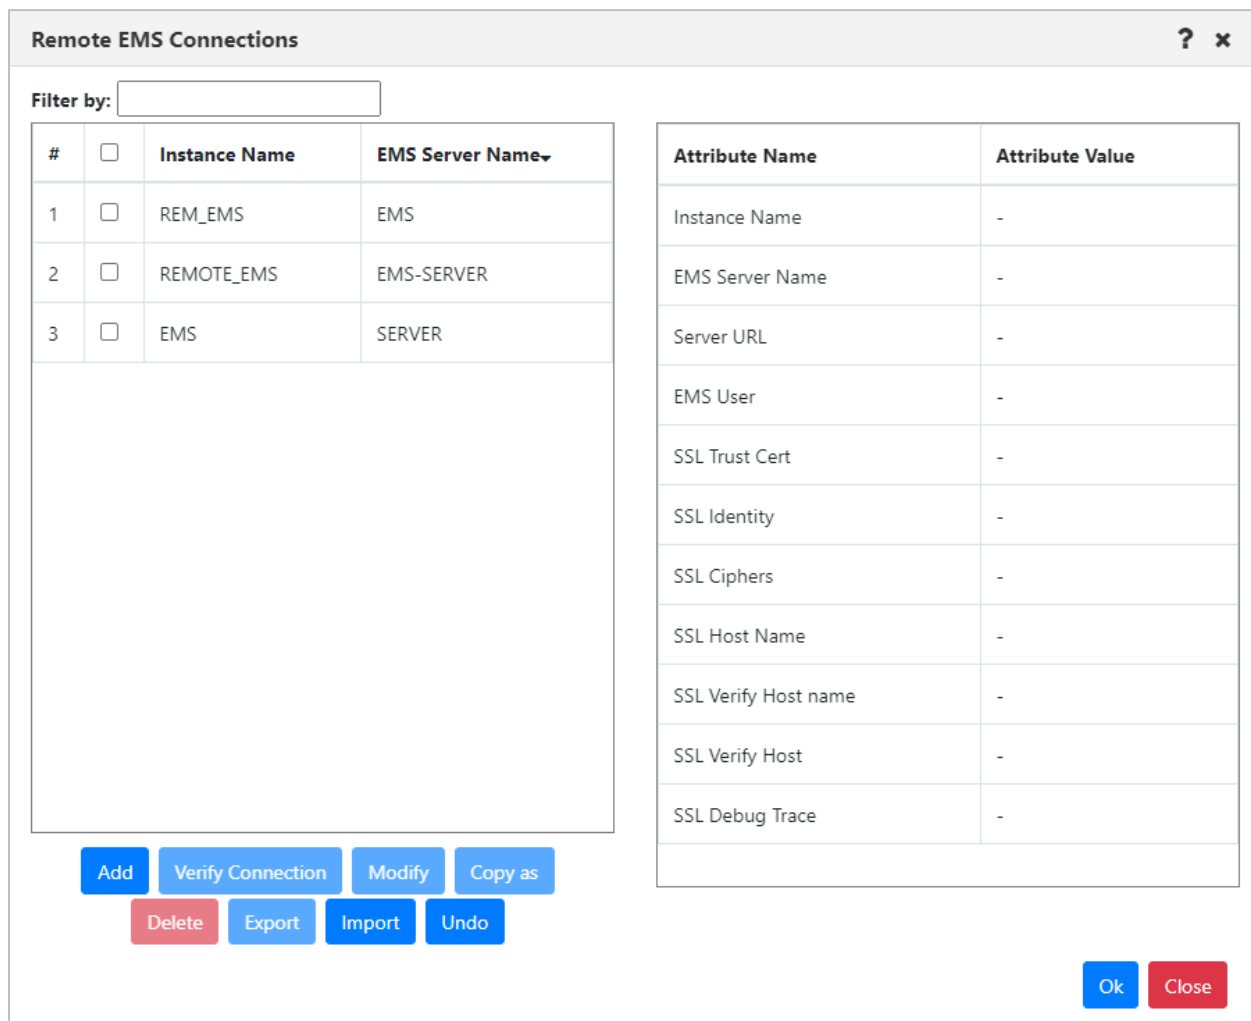 Remote EMS Connections ? ×
Filter by:
# Instance Name EMS Server Name
1 REM_EMS EMS
2 REMOTE_EMS EMS-SERVER
3 EMS SERVER
Add Verify Connection Modify Copy as
Delete Export Import Undo
Attribute Name Attribute Value
Instance Name -
EMS Server Name -
Server URL -
EMS User -
SSL Trust Cert -
SSL Identity -
SSL Ciphers -
SSL Host Name -
SSL Verify Host name -
SSL Verify Host -
SSL Debug Trace -
Ok Close